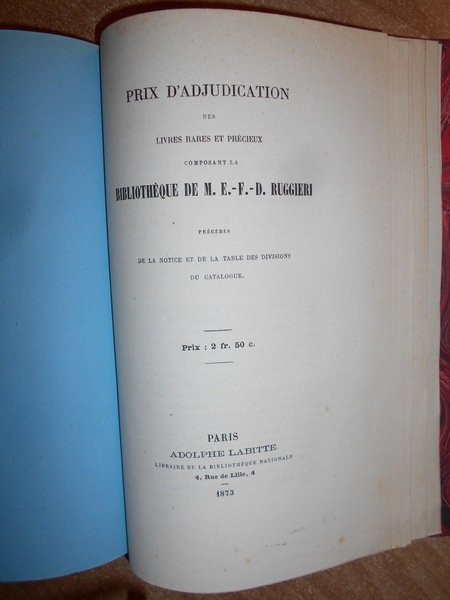 PRIX D'ADJUDICATION
DES
LIVRES RARES ET PRÉCIEUX
COMPOSANT LA
BIBLIOTHÈQUE DE M. E.-F.-D. RUGGIERI
PRÉCÉDÉS
DE LA NOTICE ET DE LA TABLE DES DIVISIONS
DU CATALOGUE.
Prix : 2 fr. 50 c.
PARIS
ADOLPHE LABITTE
LIBRAIRE DE LA BIBLIOTHÈQUE NATIONALE
4, Rue de Lille, 4
1873